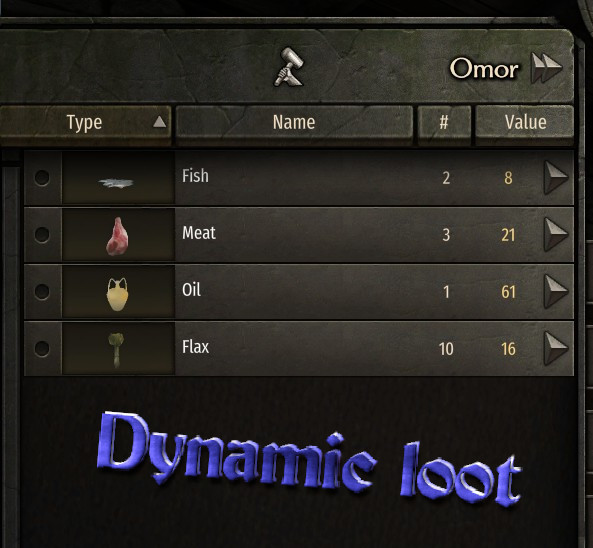 Omor
Type Name # Value
Fish 2 8
Meat 3 21
Oil 1 61
Flax 10 16
Dynamic loot